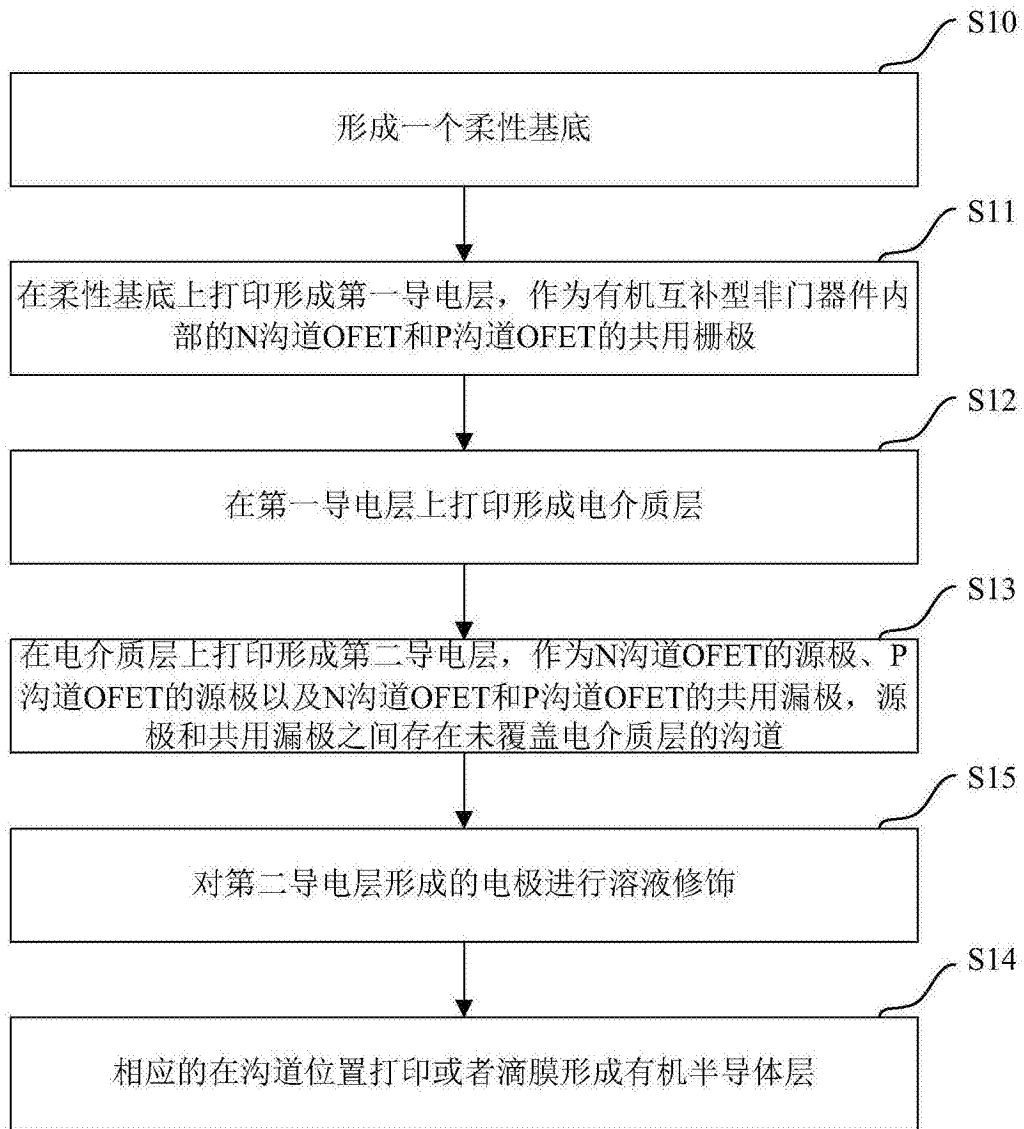 S10
形成一个柔性基底
S11
在柔性基底上打印形成第一导电层，作为有机互补型非门器件内
部的N沟道OFET和P沟道OFET的共用栅极
S12
在第一导电层上打印形成电介质层
S13
在电介质层上打印形成第二导电层，作为N沟道OFET的源极、P
沟道OFET的源极以及N沟道OFET和P沟道OFET的共用漏极，源
极和共用漏极之间存在未覆盖电介质层的沟道
S15
对第二导电层形成的电极进行溶液修饰
S14
相应的在沟道位置打印或者滴膜形成有机半导体层